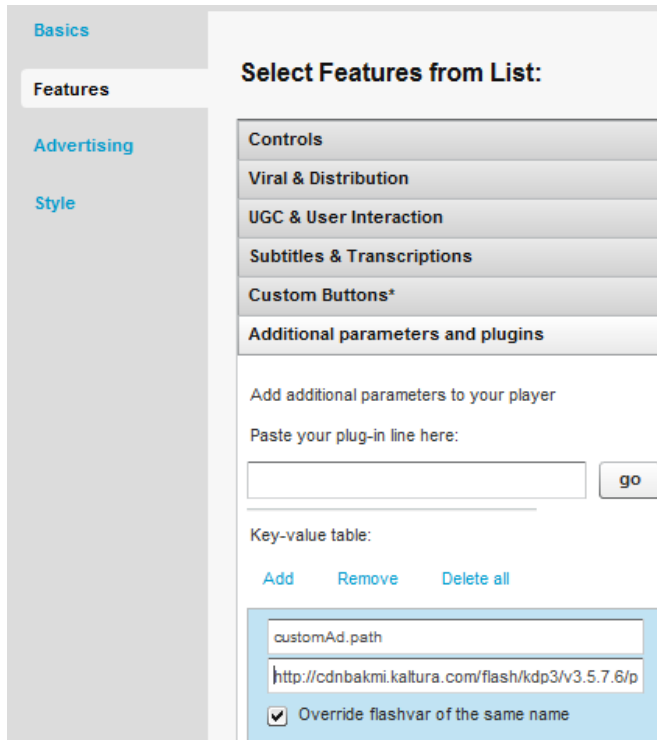 Basics
Features
Advertising
Style
Select Features from List:
Controls
Viral & Distribution
UGC & User Interaction
Subtitles & Transcriptions
Custom Buttons*
Additional parameters and plugins
Add additional parameters to your player
Paste your plug-in line here:
go
Key-value table:
Add Remove Delete all
customAd.path
http://cdnbakmi.kaltura.com/flash/kdp3/v3.5.7.6/p
Override flashvar of the same name